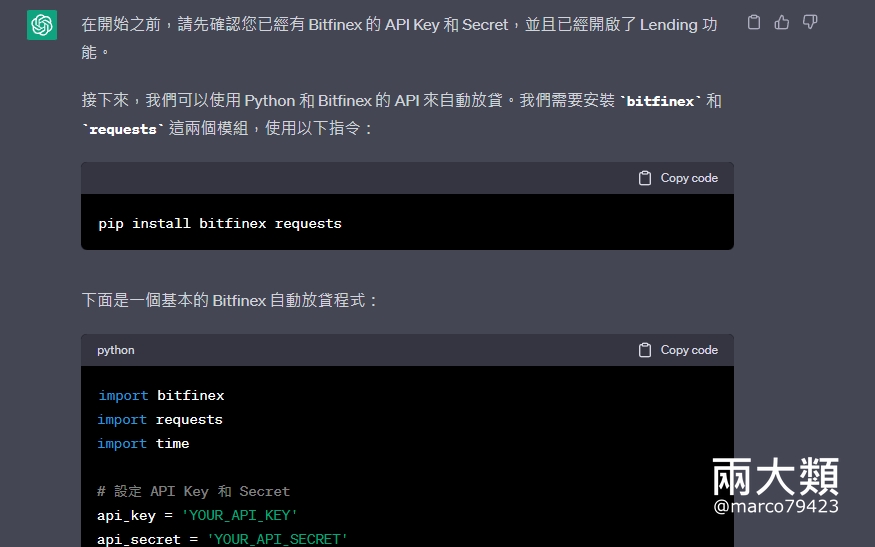 在開始之前，請先確認您已經有 Bitfinex 的 API Key 和 Secret，並且已經開啟了 Lending 功
能。
接下來，我們可以使用 Python 和 Bitfinex 的 API 來自動放貸。我們需要安裝 `bitfinex` 和
`requests` 這兩個模組，使用以下指令：
Copy code
pip install bitfinex requests
下面是一個基本的 Bitfinex 自動放貸程式：
python
Copy code
import bitfinex
import requests
import time
# 設定 API Key 和 Secret
api_key = 'YOUR_API_KEY'
api_secret = 'YOUR_API_SECRET'
兩大類
@marco79423